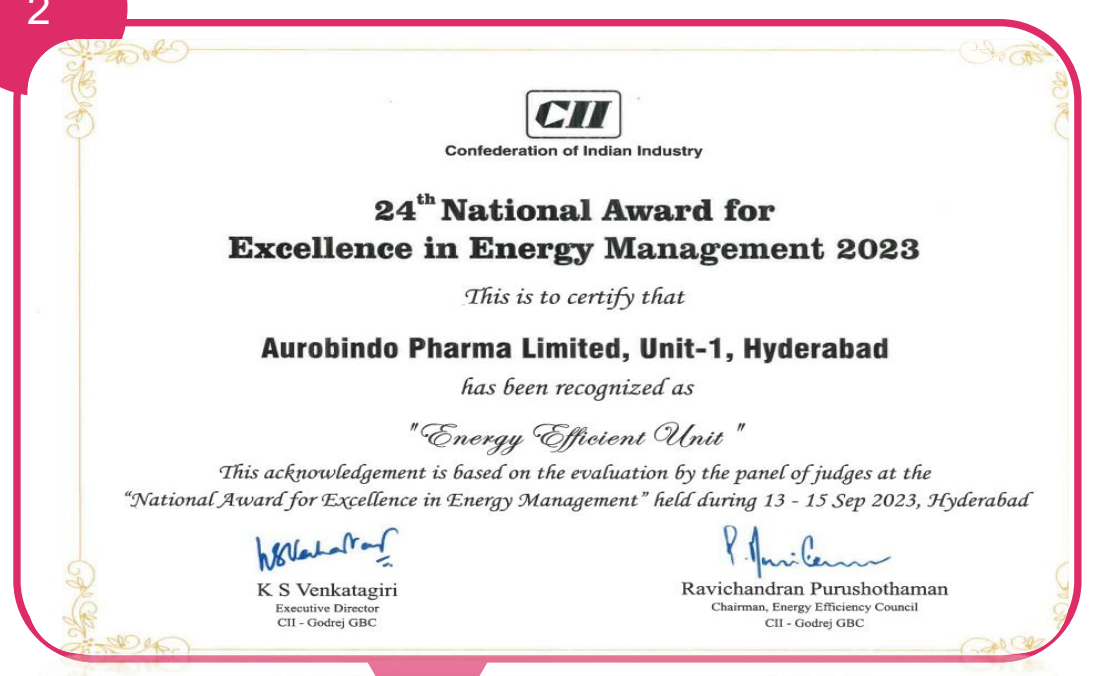 2
CII
Confederation of Indian Industry
24th National Award for
Excellence in Energy Management 2023
This is to certify that
Aurobindo Pharma Limited, Unit-1, Hyderabad
has been recognized as
"Energy Efficient Unit "
This acknowledgement is based on the evaluation by the panel of judges at the
“National Award for Excellence in Energy Management” held during 13 - 15 Sep 2023, Hyderabad
K S Venkatagiri
Executive Director
CII - Godrej GBC
Ravichandran Purushothaman
Chairman, Energy Efficiency Council
CII - Godrej GBC